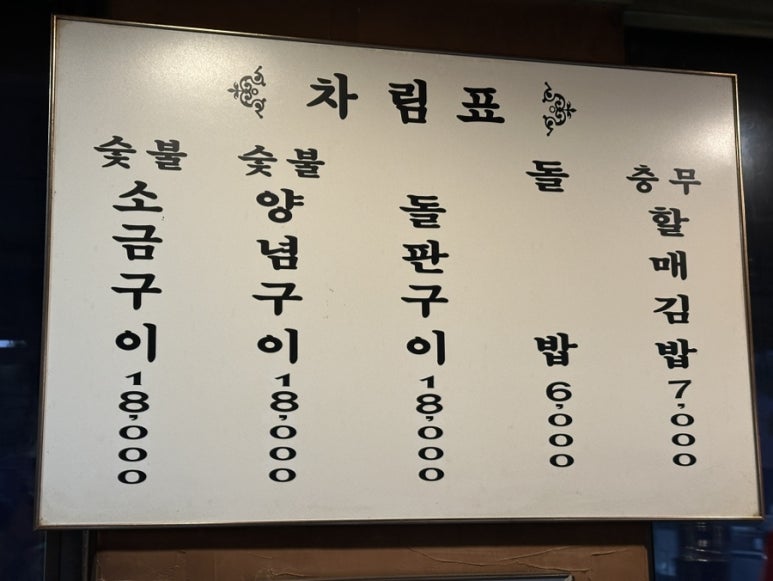 차림표
숯불 소금구이 18,000
숯불 양념구이 18,000
돌판구이 18,000
돌밥 6,000
충무 할매김밥 7,000